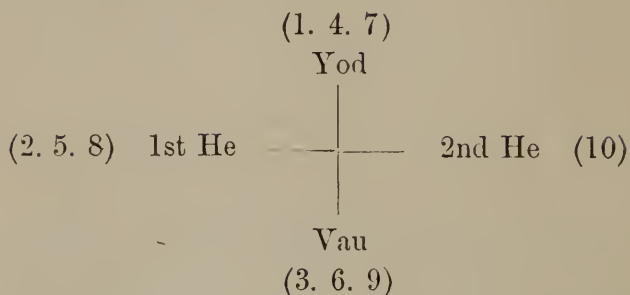 (1. 4. 7)
Yod
(2. 5. 8) 1st He 2nd He (10)
Vau
(3. 6. 9)